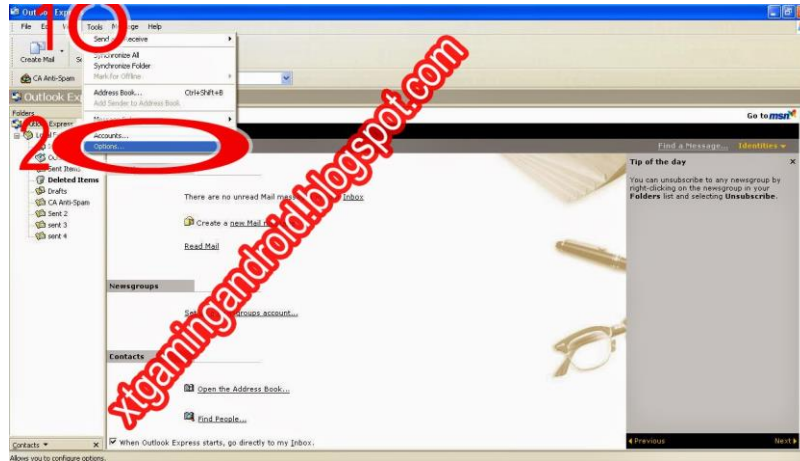 Outlook Express
1
File
Tools
Help
Send and Receive
Synchronize All
Synchronize Folder
Mark for Offline
Address Book... Ctrl+Shift+B
Add Sender to Address Book
Accounts...
Options...
2
Create Mail
CA Anti-Spam
Outlook Express
Folders
Outlook Express
Sent Items
Deleted Items
Drafts
CA Anti-Spam
Sent 2
sent 3
sent 4
Contacts
Allows you to configure options.
Go to msn
Find a Message... Identities
There are no unread Mail Inbox
Create a new Mail
Read Mail
Newsgroups
groups account...
Contacts
Open the Address Book...
Find People...
When Outlook Express starts, go directly to my Inbox.
Tip of the day
You can unsubscribe to any newsgroup by
right-clicking on the newsgroup in your
Folders list and selecting Unsubscribe.
Previous Next
xtgamingandroid.blogspot.com